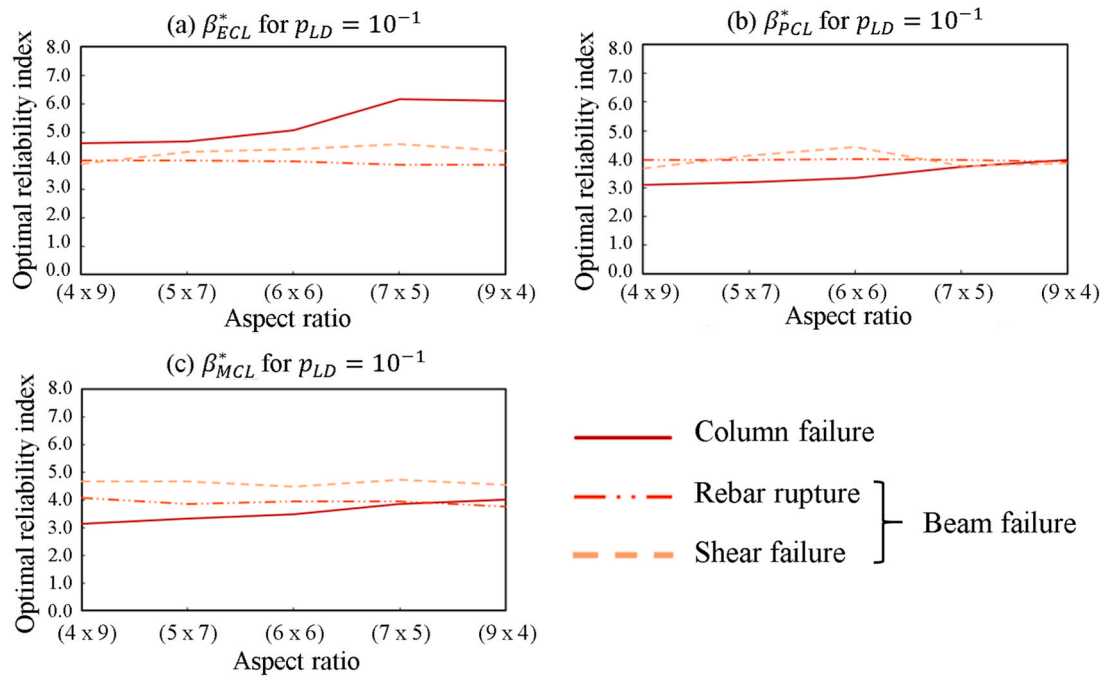 (a) β*ECL for pLD = 10⁻¹
Optimal reliability index
8.0
7.0
6.0
5.0
4.0
3.0
2.0
1.0
0.0
(4 x 9) (5 x 7) (6 x 6) (7 x 5) (9 x 4)
Aspect ratio
(b) β*PCL for pLD = 10⁻¹
Optimal reliability index
8.0
7.0
6.0
5.0
4.0
3.0
2.0
1.0
0.0
(4 x 9) (5 x 7) (6 x 6) (7 x 5) (9 x 4)
Aspect ratio
(c) β*MCL for pLD = 10⁻¹
Optimal reliability index
8.0
7.0
6.0
5.0
4.0
3.0
2.0
1.0
0.0
(4 x 9) (5 x 7) (6 x 6) (7 x 5) (9 x 4)
Aspect ratio
Column failure
Rebar rupture
Shear failure
Beam failure